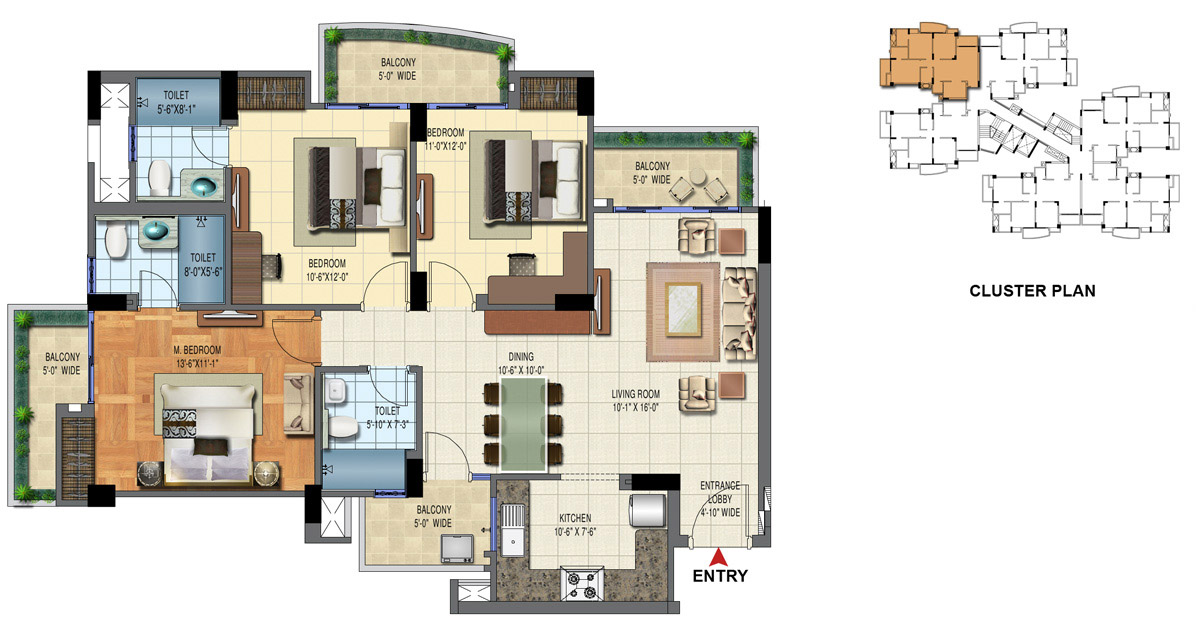 BALCONY
5'-0" WIDE
TOILET
5'-6"X8'-1"
BEDROOM
11'-0"X12'-0"
BALCONY
5'-0" WIDE
TOILET
8'-0"X5'-6"
BEDROOM
10'-6"X12'-0"
CLUSTER PLAN
BALCONY
5'-0" WIDE
M. BEDROOM
13'-6"X11'-1"
DINING
10'-6" X 10'-0"
LIVING ROOM
10'-1" X 16'-0"
TOILET
5'-10" X 7'-3"
ENTRANCE
LOBBY
4'-10" WIDE
BALCONY
5'-0" WIDE
KITCHEN
10'-6" X 7'-6"
ENTRY